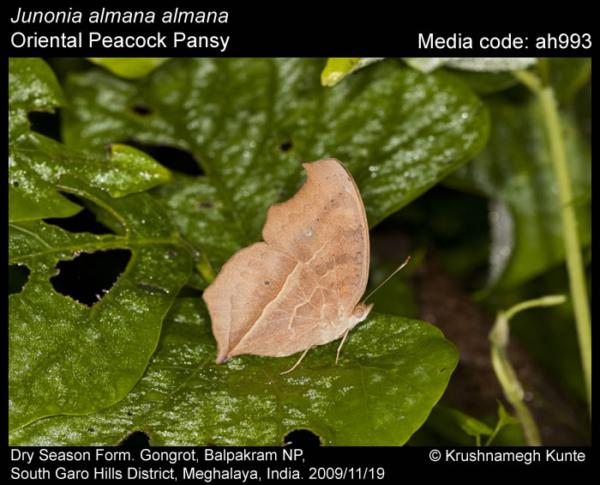 Junonia almana almana
Oriental Peacock Pansy
Media code: ah993
Dry Season Form. Gongrot, Balpakram NP,
South Garo Hills District, Meghalaya, India. 2009/11/19
© Krushnamegh Kunte